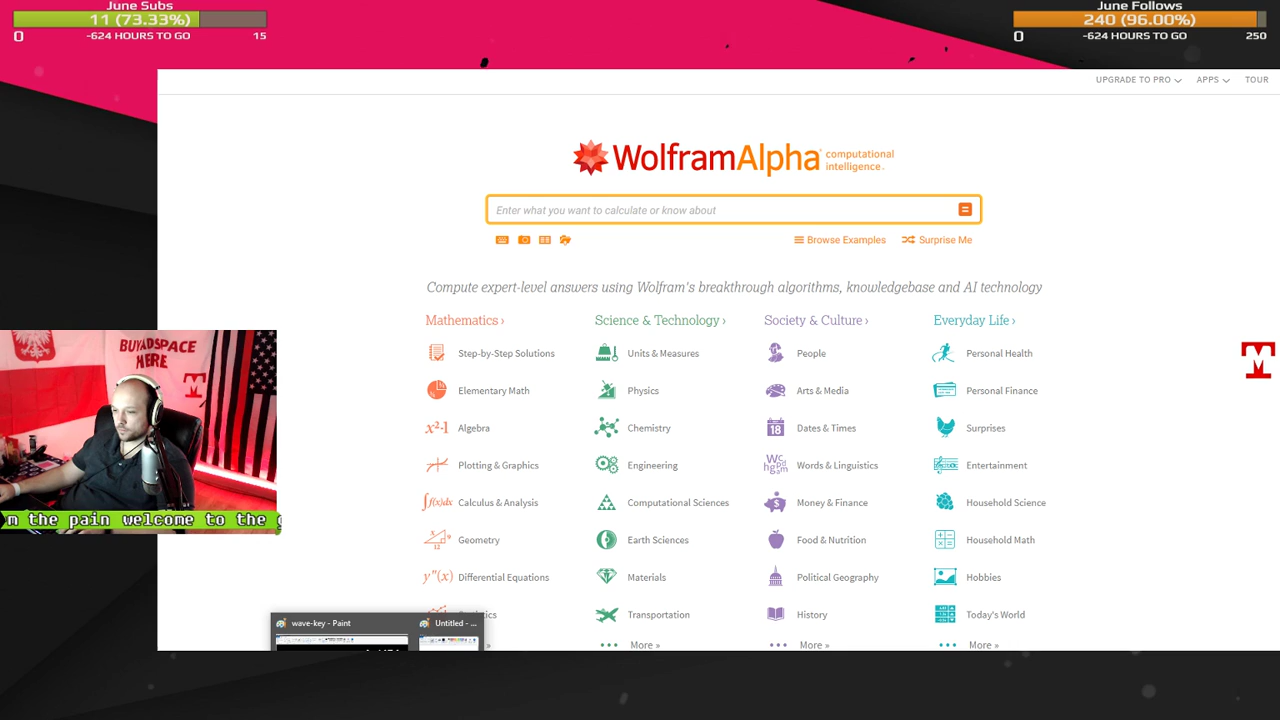 June Subs
11 (73.33%)
0
-624 HOURS TO GO
15
June Follows
240 (96.00%)
0
-624 HOURS TO GO
250
UPGRADE TO PRO
APPS
TOUR
WolframAlpha computational intelligence.
Enter what you want to calculate or know about
Browse Examples
Surprise Me
Compute expert-level answers using Wolfram's breakthrough algorithms, knowledgebase and AI technology
Mathematics ›
Step-by-Step Solutions
Elementary Math
x²-1 Algebra
Plotting & Graphics
∫f(x)dx Calculus & Analysis
Geometry
y″(x) Differential Equations
Science & Technology ›
Units & Measures
Physics
Chemistry
Engineering
Computational Sciences
Earth Sciences
Materials
Transportation
More »
Society & Culture ›
People
Arts & Media
18 Dates & Times
Words & Linguistics
Money & Finance
Food & Nutrition
Political Geography
History
More »
Everyday Life ›
Personal Health
Personal Finance
Surprises
Entertainment
Household Science
Household Math
Hobbies
Today's World
More »
BUY ADSPACE
HERE
m the pain welcome to the g
wave-key - Paint
Untitled - ...